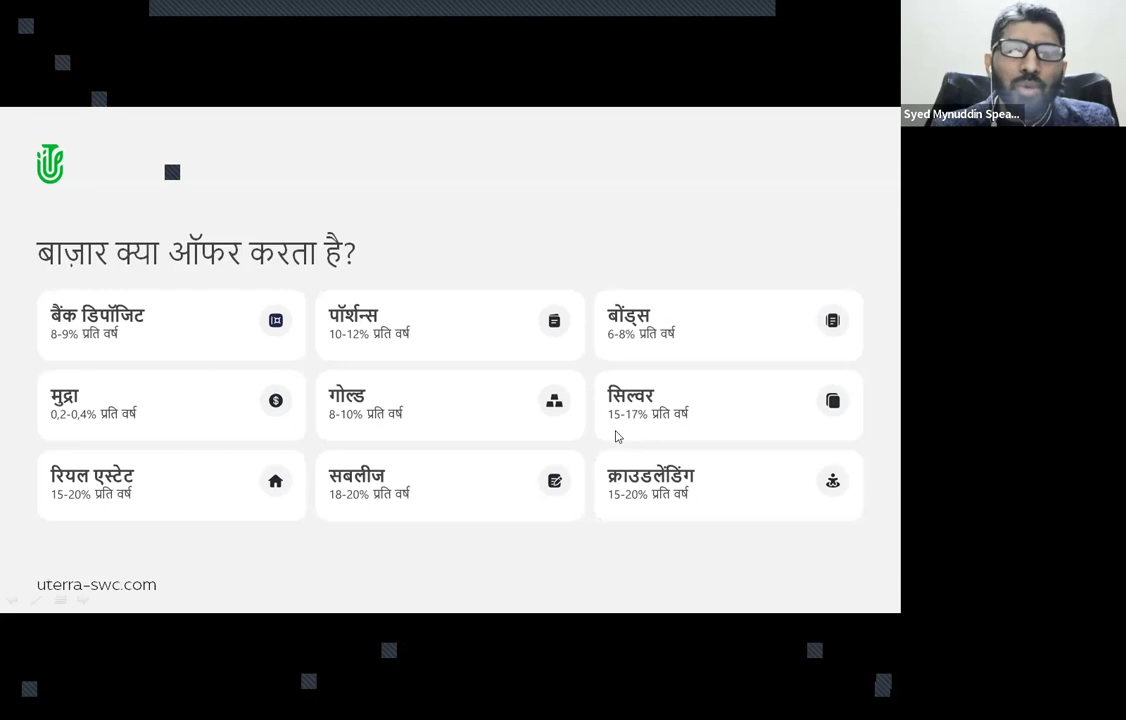 Syed Mynuddin Spea...
बाज़ार क्या ऑफर करता है?
बैंक डिपॉजिट
8-9% प्रति वर्ष
पॉर्शन्स
10-12% प्रति वर्ष
बोंड्स
6-8% प्रति वर्ष
मुद्रा
0,2-0,4% प्रति वर्ष
गोल्ड
8-10% प्रति वर्ष
सिल्वर
15-17% प्रति वर्ष
रियल एस्टेट
15-20% प्रति वर्ष
सबलीज
18-20% प्रति वर्ष
क्राउडलेंडिंग
15-20% प्रति वर्ष
uterra-swc.com